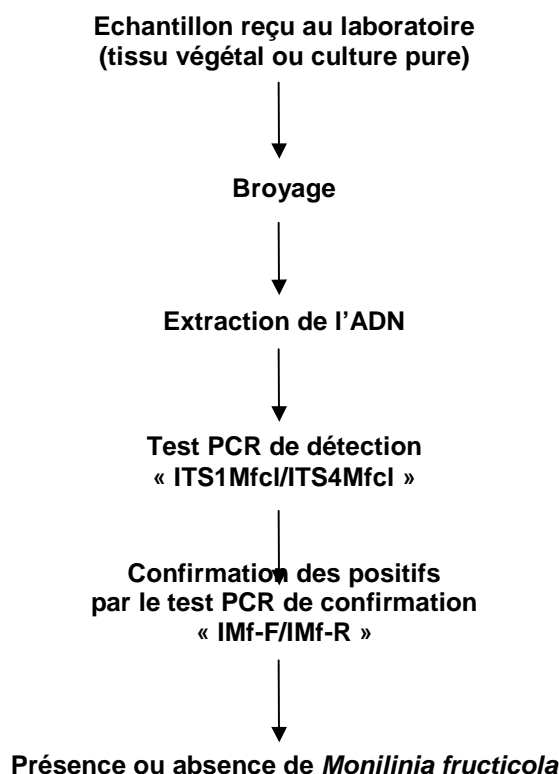 Echantillon reçu au laboratoire
(tissu végétal ou culture pure)
Broyage
Extraction de l’ADN
Test PCR de détection
« ITS1Mfcl/ITS4Mfcl »
Confirmation des positifs
par le test PCR de confirmation
« IMf-F/IMf-R »
Présence ou absence de Monilinia fructicola